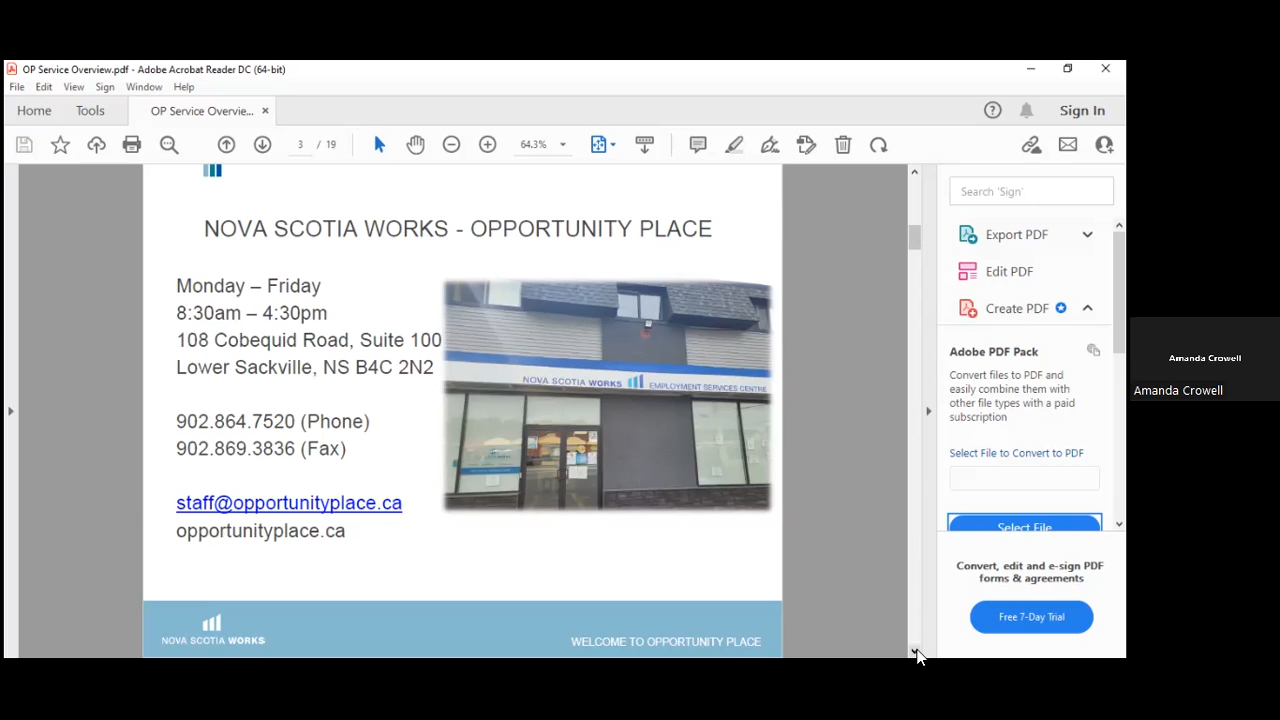 OP Service Overview.pdf - Adobe Acrobat Reader DC (64-bit)
File Edit View Sign Window Help
Home Tools OP Service Overvie... ×
Sign In
3 / 19
64.3%
NOVA SCOTIA WORKS - OPPORTUNITY PLACE
Monday – Friday
8:30am – 4:30pm
108 Cobequid Road, Suite 100
Lower Sackville, NS B4C 2N2
902.864.7520 (Phone)
902.869.3836 (Fax)
staff@opportunityplace.ca
opportunityplace.ca
NOVA SCOTIA WORKS EMPLOYMENT SERVICES CENTRE
NOVA SCOTIA WORKS
WELCOME TO OPPORTUNITY PLACE
Search 'Sign'
Export PDF
Edit PDF
Create PDF
Adobe PDF Pack
Convert files to PDF and
easily combine them with
other file types with a paid
subscription
Select File to Convert to PDF
Select File
Convert, edit and e-sign PDF
forms & agreements
Free 7-Day Trial
Amanda Crowell
Amanda Crowell